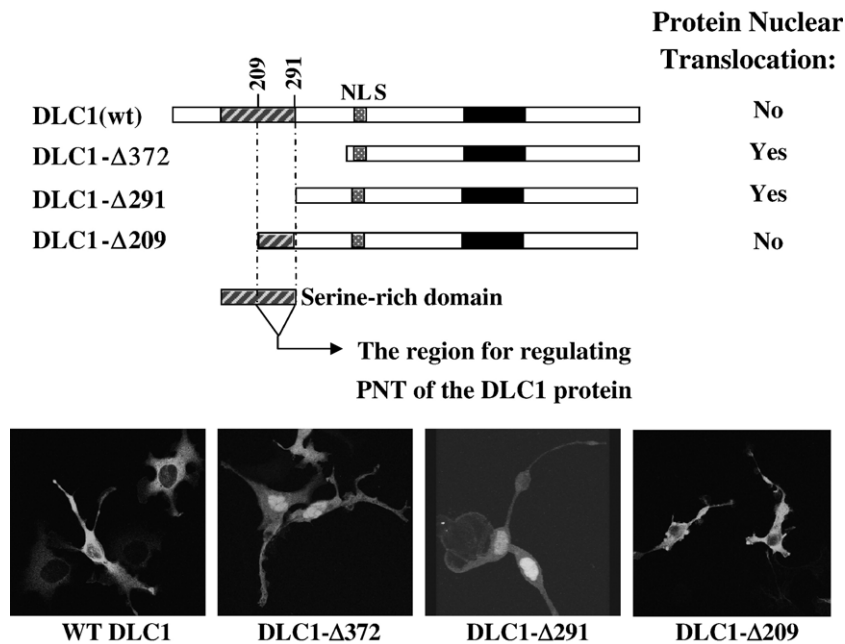 Protein Nuclear
Translocation:
209
291
NLS
DLC1(wt)
No
DLC1-Δ372
Yes
DLC1-Δ291
Yes
DLC1-Δ209
No
Serine-rich domain
The region for regulating
PNT of the DLC1 protein
WT DLC1
DLC1-Δ372
DLC1-Δ291
DLC1-Δ209